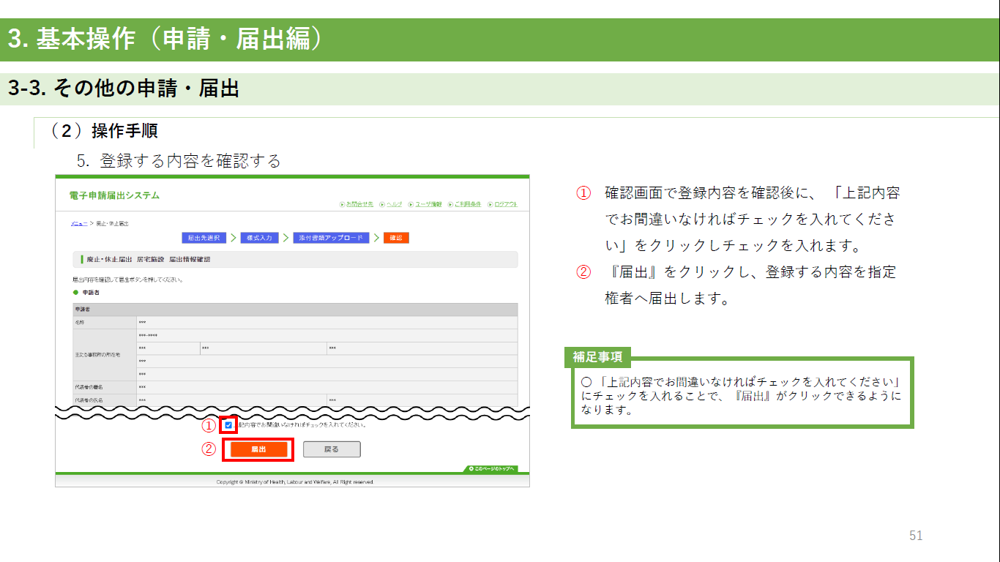 3. 基本操作（申請・届出編）
3-3. その他の申請・届出
（２）操作手順
5. 登録する内容を確認する
電子申請届出システム
お問合せ先 ヘルプ ユーザ情報 ご利用条件 ログアウト
メニュー > 廃止・休止届出
届出先選択 様式入力 添付書類アップロード 確認
廃止・休止届出 居宅施設 届出情報確認
届出内容を確認して届出ボタンを押してください。
● 申請者
申請者
名称 ***
***-****
主たる事務所の所在地 *** *** ***
***
***
代表者の職名 ***
代表者の氏名 *** ***
① 記内容でお間違いなければチェックを入れてください。
② 届出 戻る
このページのトップへ
Copyright © Ministry of Health, Labour and Welfare, All Right reserved.
① 確認画面で登録内容を確認後に、「上記内容
でお間違いなければチェックを入れてくださ
い」をクリックしチェックを入れます。
② 『届出』をクリックし、登録する内容を指定
権者へ届出します。
補足事項
〇 「上記内容でお間違いなければチェックを入れてください」
にチェックを入れることで、『届出』がクリックできるように
なります。
51